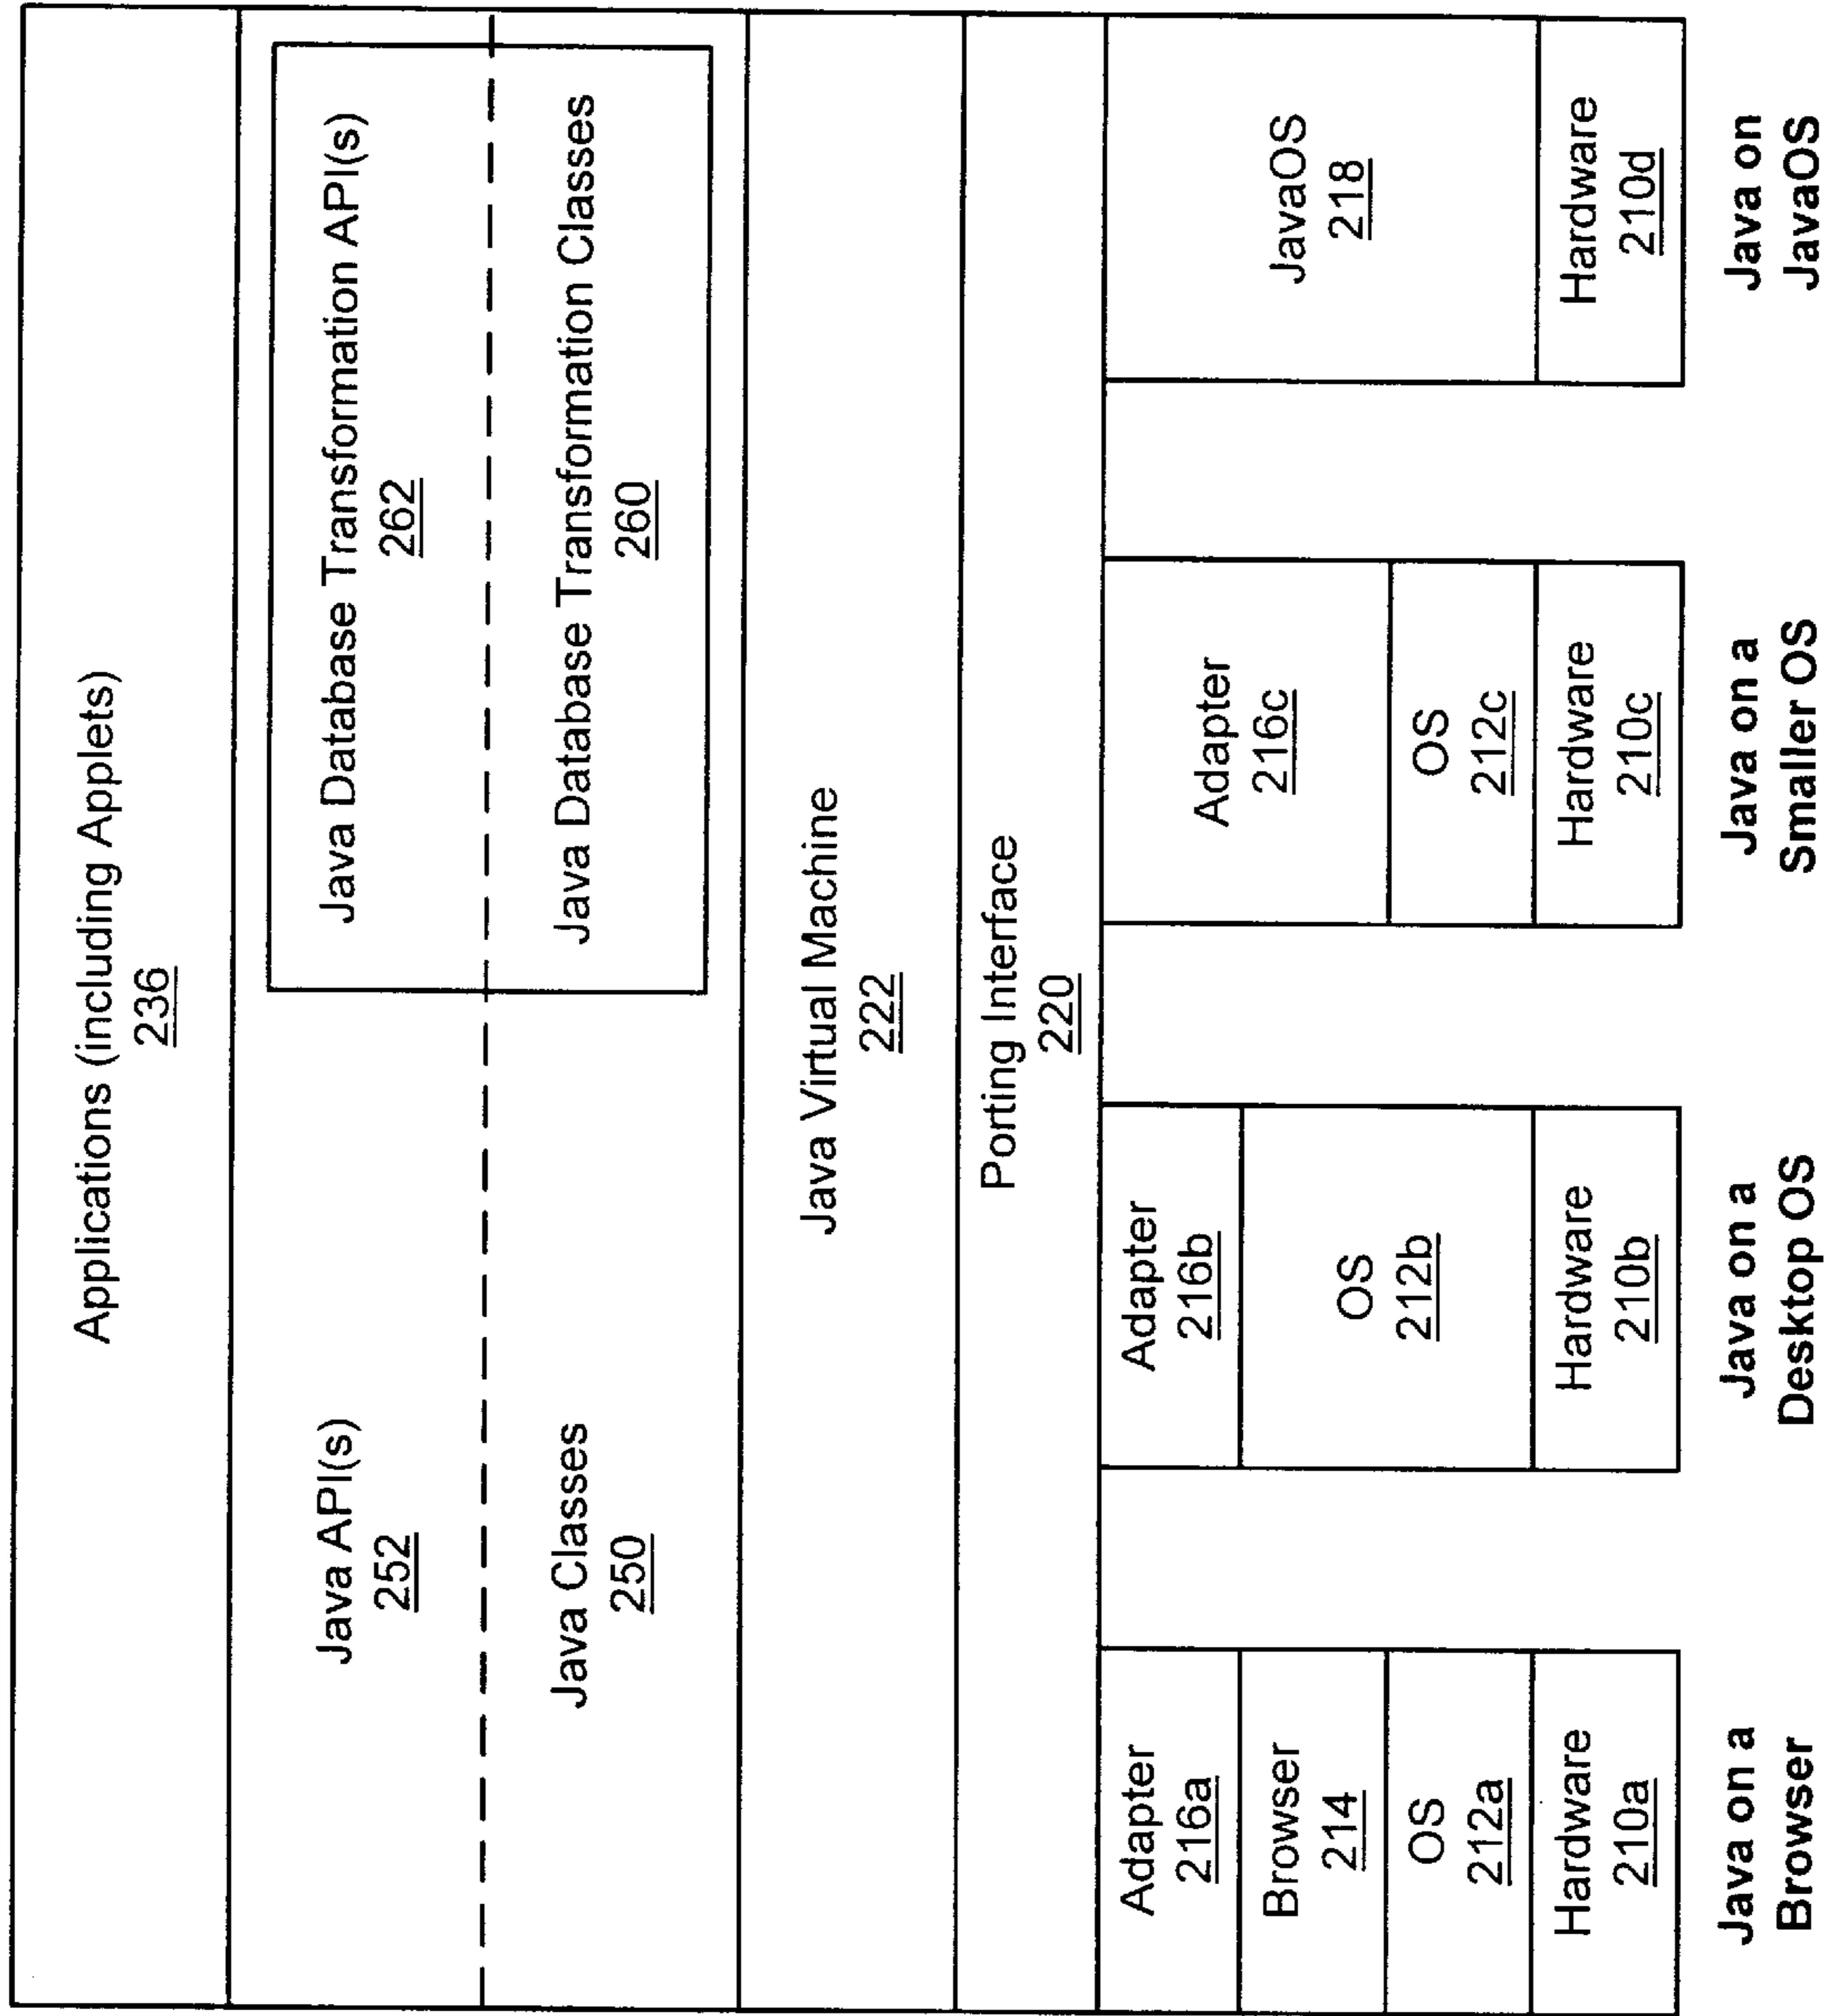 Applications (including Applets)
236
Java API(s)
252
Java Database Transformation API(s)
262
Java Classes
250
Java Database Transformation Classes
260
Java Virtual Machine
222
Porting Interface
220
Adapter
216a
Browser
214
OS
212a
Hardware
210a
Java on a
Browser
Adapter
216b
OS
212b
Hardware
210b
Java on a
Desktop OS
Adapter
216c
OS
212c
Hardware
210c
Java on a
Smaller OS
JavaOS
218
Hardware
210d
Java on
JavaOS